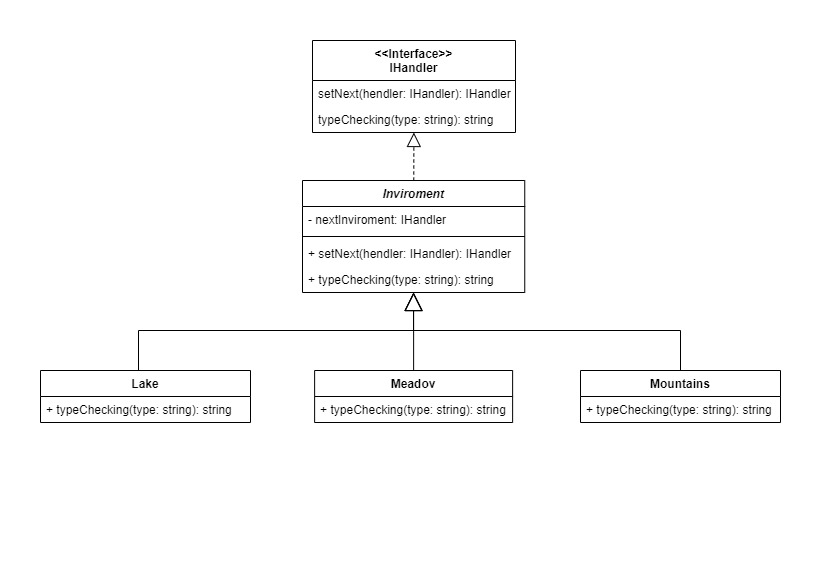 <<Interface>>
IHandler
setNext(hendler: IHandler): IHandler
typeChecking(type: string): string
Inviroment
- nextInviroment: IHandler
+ setNext(hendler: IHandler): IHandler
+ typeChecking(type: string): string
Lake
+ typeChecking(type: string): string
Meadov
+ typeChecking(type: string): string
Mountains
+ typeChecking(type: string): string